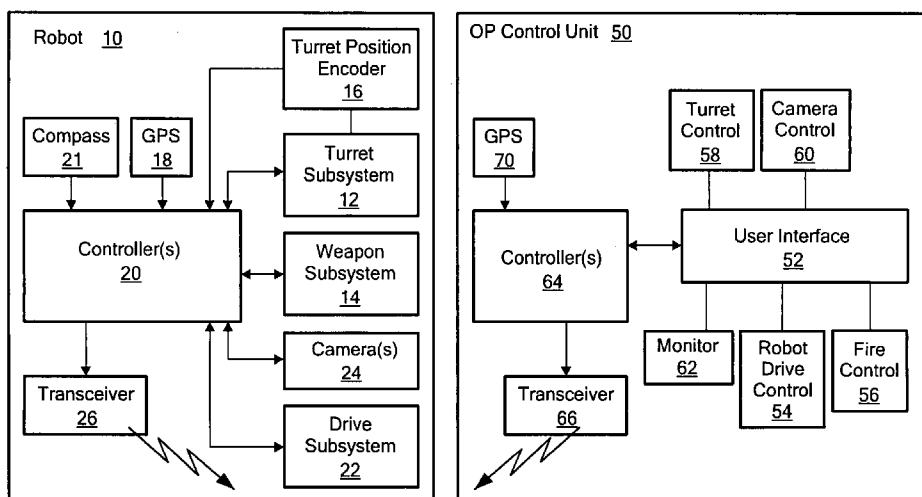 Robot 10
Turret Position
Encoder
16
Compass
21
GPS
18
Turret
Subsystem
12
Controller(s)
20
Weapon
Subsystem
14
Camera(s)
24
Transceiver
26
Drive
Subsystem
22
OP Control Unit 50
GPS
70
Turret
Control
58
Camera
Control
60
Controller(s)
64
User Interface
52
Monitor
62
Robot
Drive
Control
54
Fire
Control
56
Transceiver
66